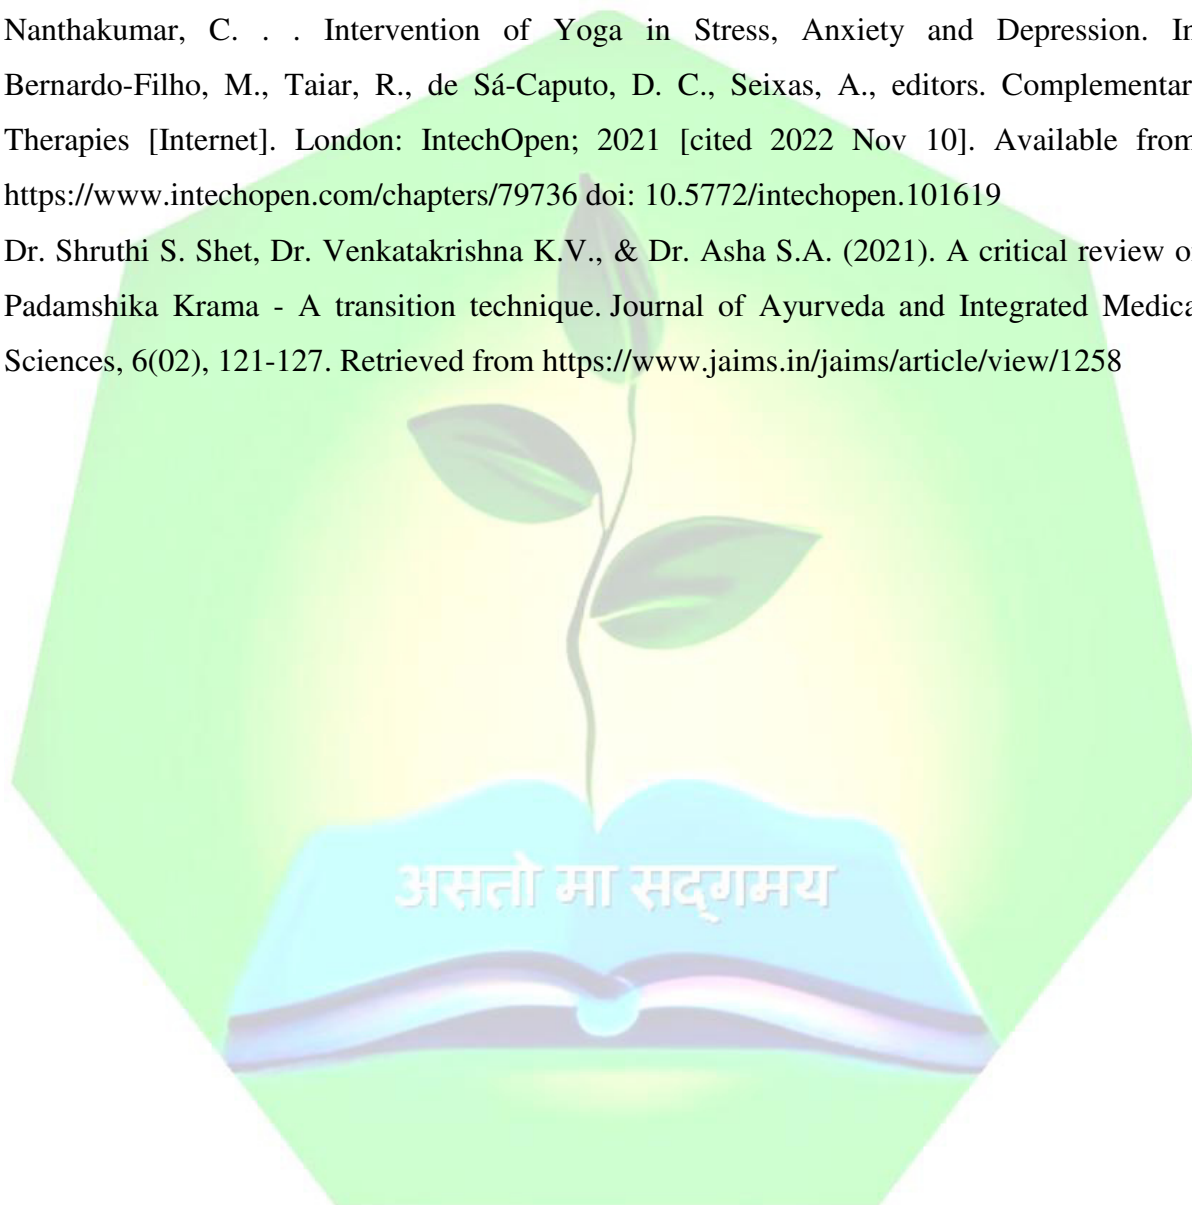 Nanthakumar, C. . . Intervention of Yoga in Stress, Anxiety and Depression. In
Bernardo-Filho, M., Taiar, R., de Sá-Caputo, D. C., Seixas, A., editors. Complementar
Therapies [Internet]. London: IntechOpen; 2021 [cited 2022 Nov 10]. Available from
https://www.intechopen.com/chapters/79736 doi: 10.5772/intechopen.101619
Dr. Shruthi S. Shet, Dr. Venkatakrishna K.V., & Dr. Asha S.A. (2021). A critical review o
Padamshika Krama - A transition technique. Journal of Ayurveda and Integrated Medica
Sciences, 6(02), 121-127. Retrieved from https://www.jaims.in/jaims/article/view/1258
असतो मा सद्गमय